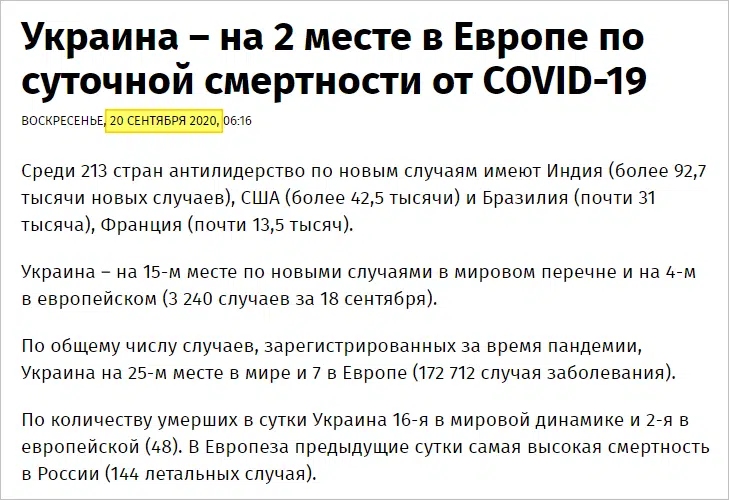 Украина – на 2 месте в Европе по
суточной смертности от COVID-19
ВОСКРЕСЕНЬЕ, 20 СЕНТЯБРЯ 2020, 06:16
Среди 213 стран антилидерство по новым случаям имеют Индия (более 92,7
тысячи новых случаев), США (более 42,5 тысячи) и Бразилия (почти 31
тысяча), Франция (почти 13,5 тысяч).
Украина – на 15-м месте по новыми случаями в мировом перечне и на 4-м
в европейском (3 240 случаев за 18 сентября).
По общему числу случаев, зарегистрированных за время пандемии,
Украина на 25-м месте в мире и 7 в Европе (172 712 случая заболевания).
По количеству умерших в сутки Украина 16-я в мировой динамике и 2-я в
европейской (48). В Европеза предыдущие сутки самая высокая смертность
в России (144 летальных случая).